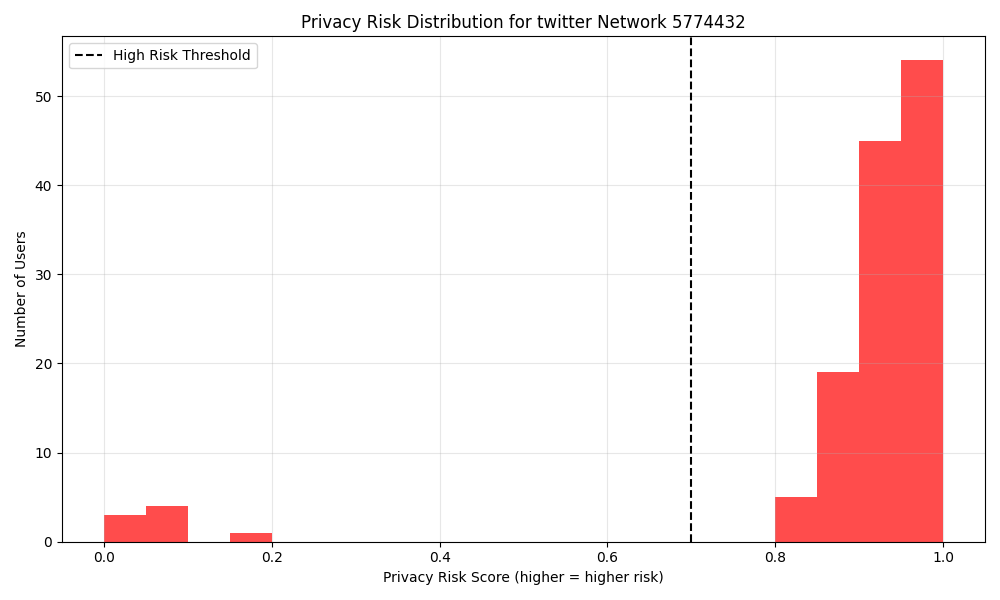 Privacy Risk Distribution for twitter Network 5774432
High Risk Threshold
Number of Users
50
40
30
20
10
0
0.0 0.2 0.4 0.6 0.8 1.0
Privacy Risk Score (higher = higher risk)